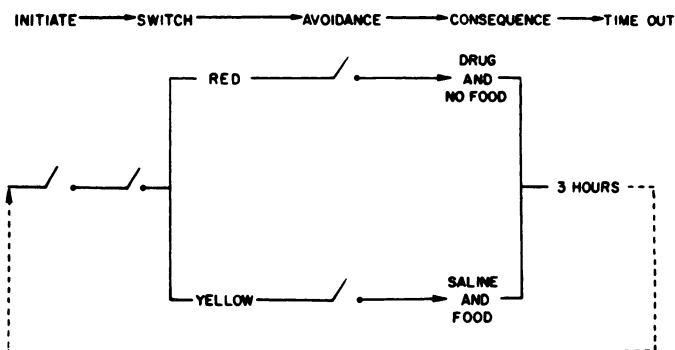 INITIATE SWITCH AVOIDANCE CONSEQUENCE TIME OUT
RED
DRUG
AND
NO FOOD
3 HOURS
YELLOW
SALINE
AND
FOOD